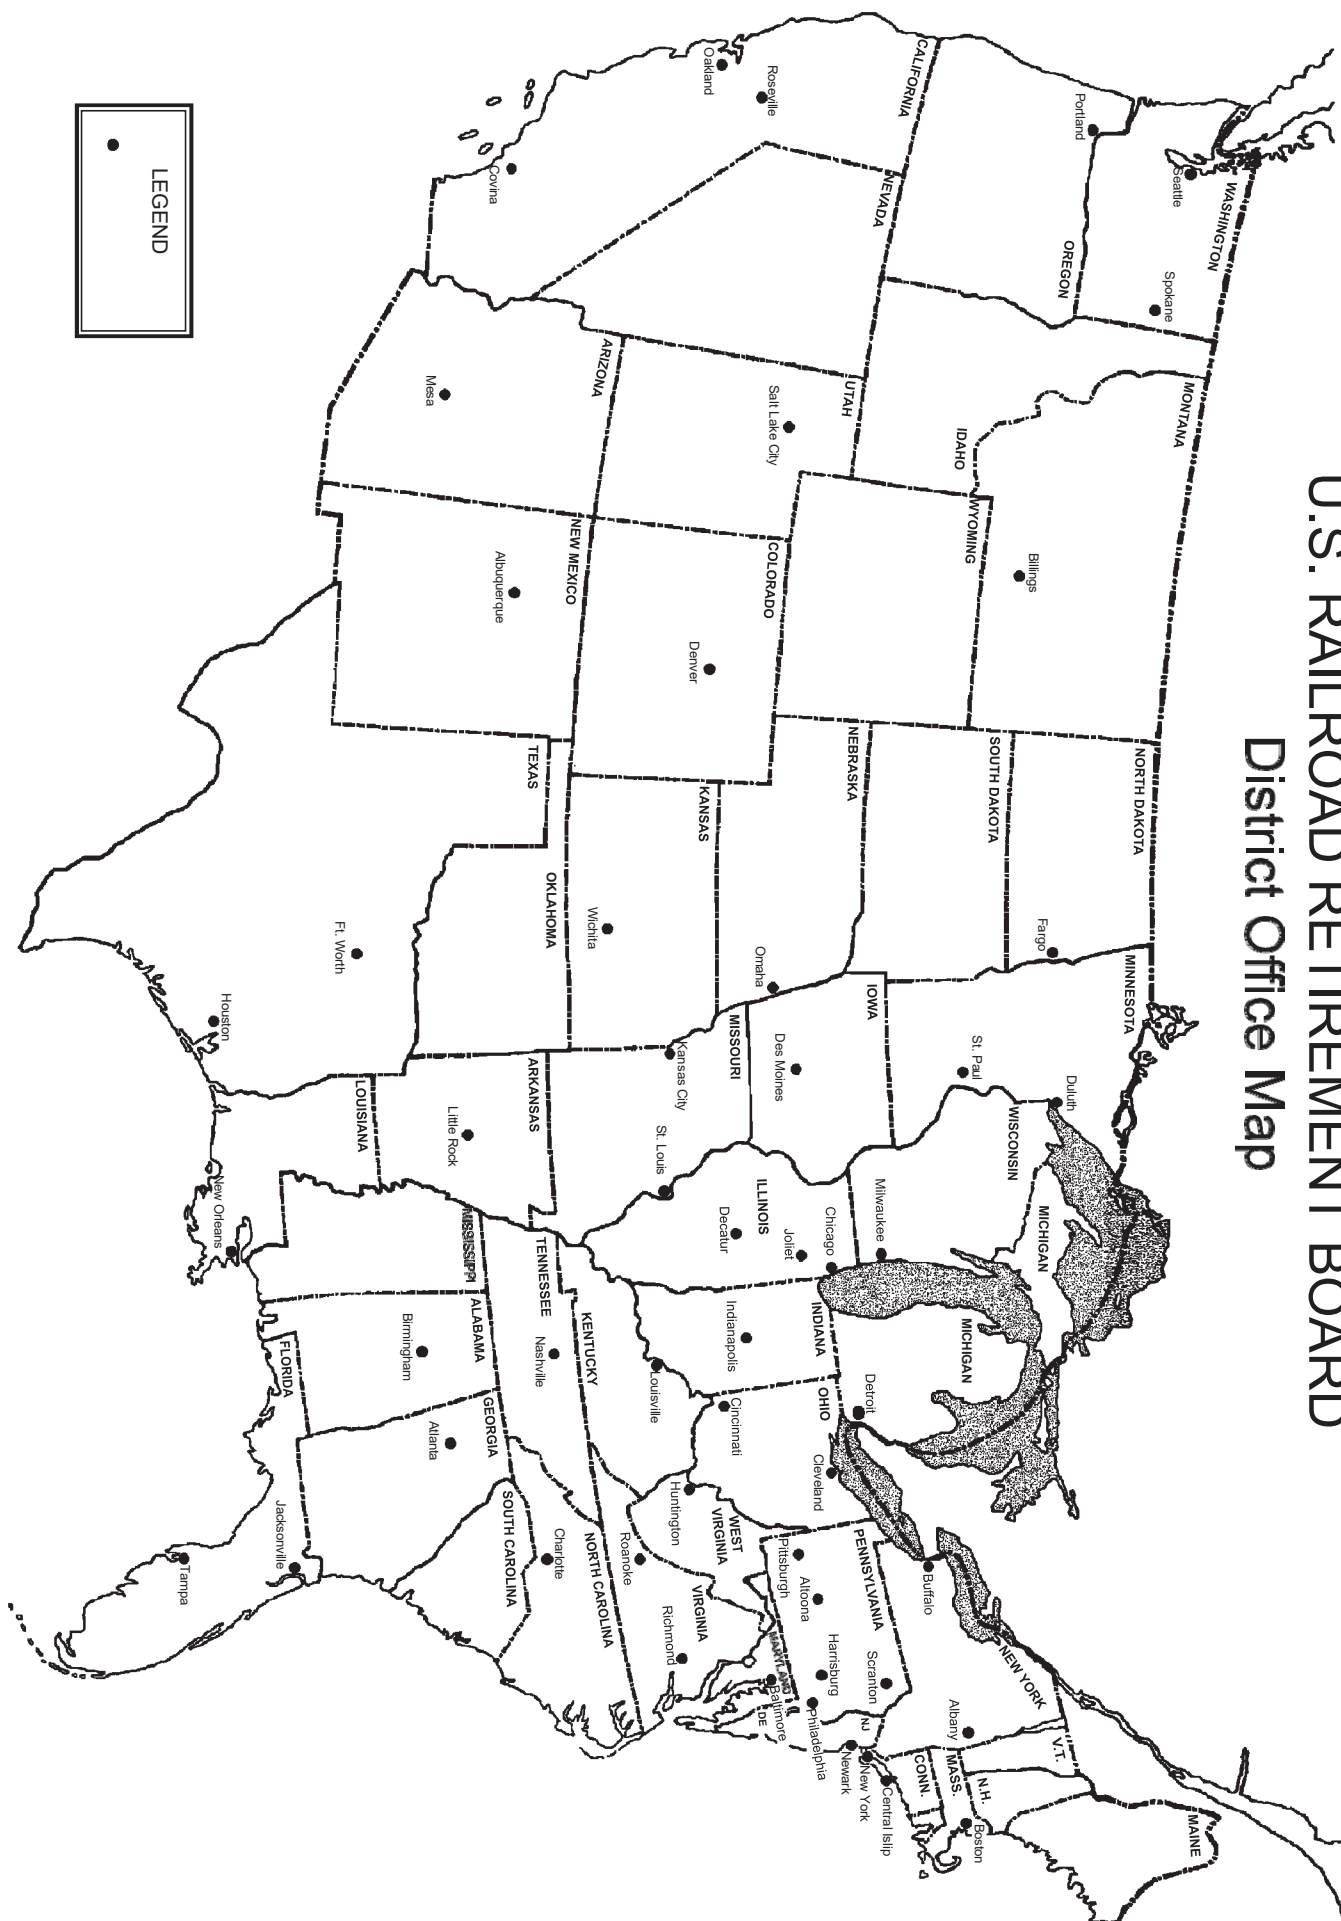 U.S. RAILROAD RETIREMENT BOARD
District Office Map
WASHINGTON
Seattle
Spokane
Portland
OREGON
CALIFORNIA
Roseville
Oakland
Covina
NEVADA
IDAHO
MONTANA
Billings
WYOMING
UTAH
Salt Lake City
ARIZONA
Mesa
NEW MEXICO
Albuquerque
COLORADO
Denver
NORTH DAKOTA
Fargo
SOUTH DAKOTA
NEBRASKA
Omaha
KANSAS
Wichita
OKLAHOMA
TEXAS
Ft. Worth
Houston
MINNESOTA
Duluth
St. Paul
IOWA
Des Moines
MISSOURI
Kansas City
St. Louis
ARKANSAS
Little Rock
LOUISIANA
New Orleans
WISCONSIN
Milwaukee
MICHIGAN
MICHIGAN
Detroit
ILLINOIS
Chicago
Joliet
Decatur
INDIANA
Indianapolis
OHIO
Cleveland
Cincinnati
KENTUCKY
Louisville
TENNESSEE
Nashville
MISSISSIPPI
ALABAMA
Birmingham
GEORGIA
Atlanta
FLORIDA
Jacksonville
Tampa
SOUTH CAROLINA
NORTH CAROLINA
Charlotte
WEST
VIRGINIA
Huntington
VIRGINIA
Roanoke
Richmond
MARYLAND
Baltimore
DE
PENNSYLVANIA
Pittsburgh
Altoona
Harrisburg
Scranton
Philadelphia
NJ
Newark
NEW YORK
Buffalo
Albany
New York
Central Islip
CONN.
MASS.
Boston
N.H.
V.T.
MAINE
LEGEND